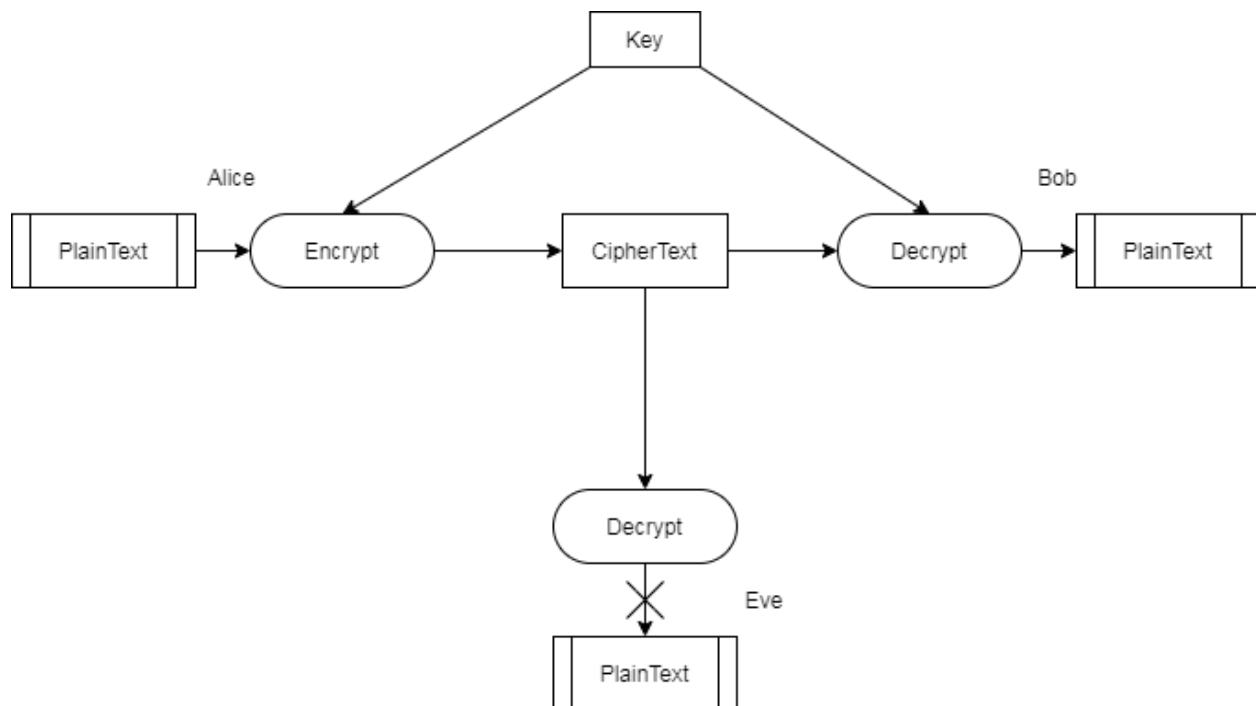 Key
Alice
Bob
PlainText
Encrypt
CipherText
Decrypt
PlainText
Decrypt
Eve
PlainText